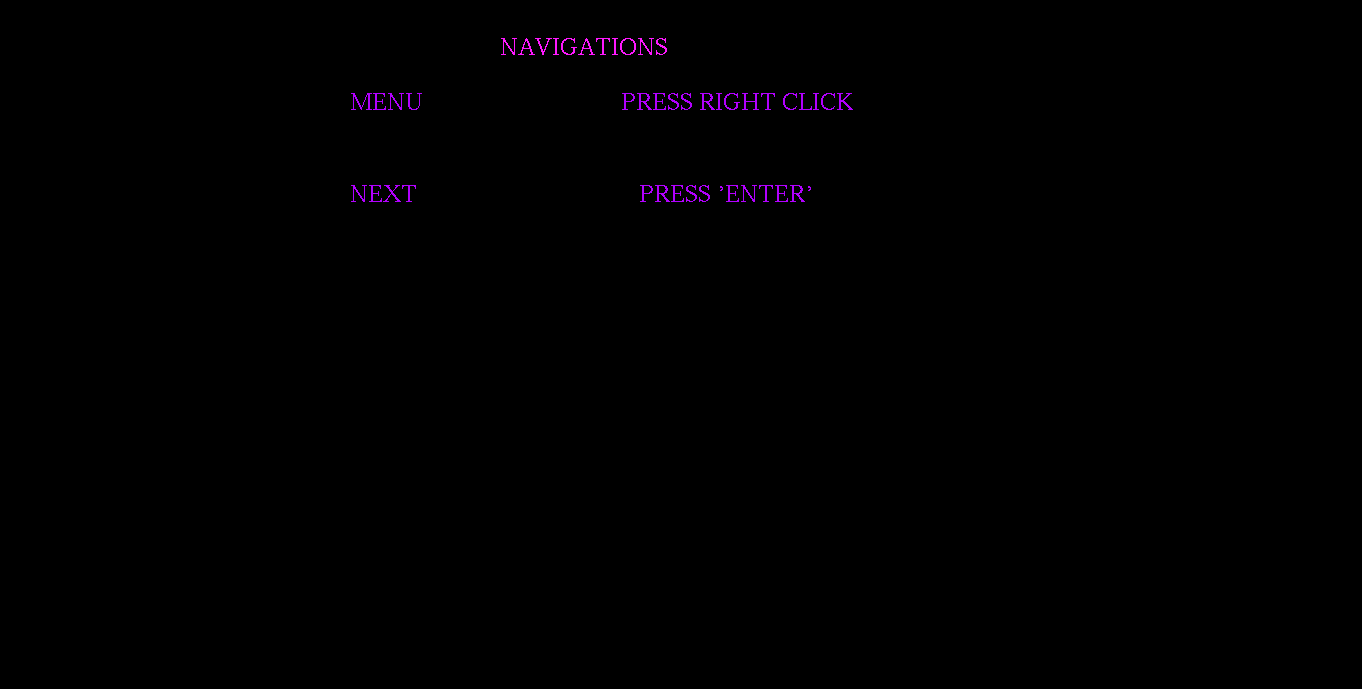 NAVIGATIONS
MENU PRESS RIGHT CLICK
NEXT PRESS ’ENTER’